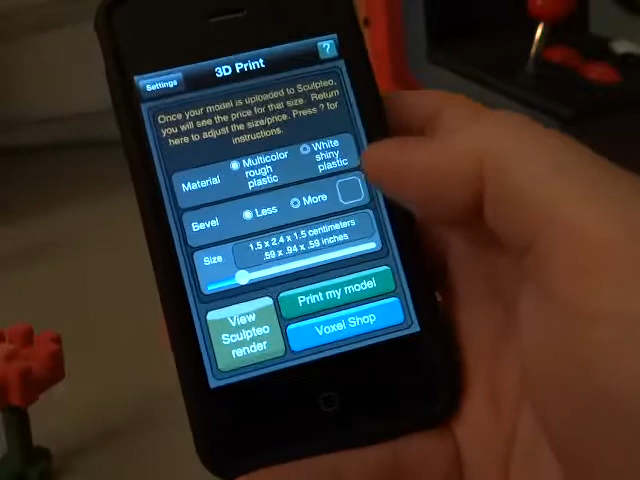 Settings
3D Print
?
Once your model is uploaded to Sculpteo,
you will see the price for that size. Return
here to adjust the size/price. Press ? for
instructions.
Material
Multicolor
rough
plastic
White
shiny
plastic
Bevel
Less
More
Size
1.5 x 2.4 x 1.5 centimeters
.59 x .94 x .59 inches
View
Sculpteo
render
Print my model
Voxel Shop